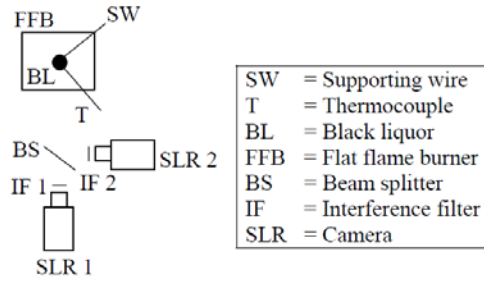 SW
FFB
BL
T
BS
SLR 2
IF 1
IF 2
SLR 1
SW = Supporting wire
T = Thermocouple
BL = Black liquor
FFB = Flat flame burner
BS = Beam splitter
IF = Interference filter
SLR = Camera